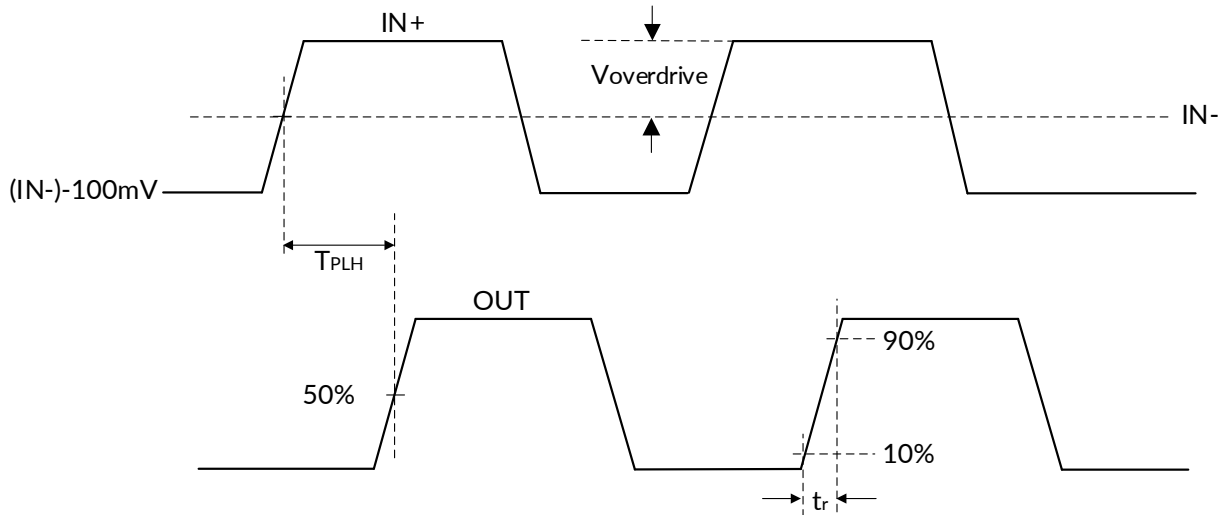 IN+
Voverdrive
IN-
(IN-)-100mV
TPLH
OUT
90%
50%
10%
tr